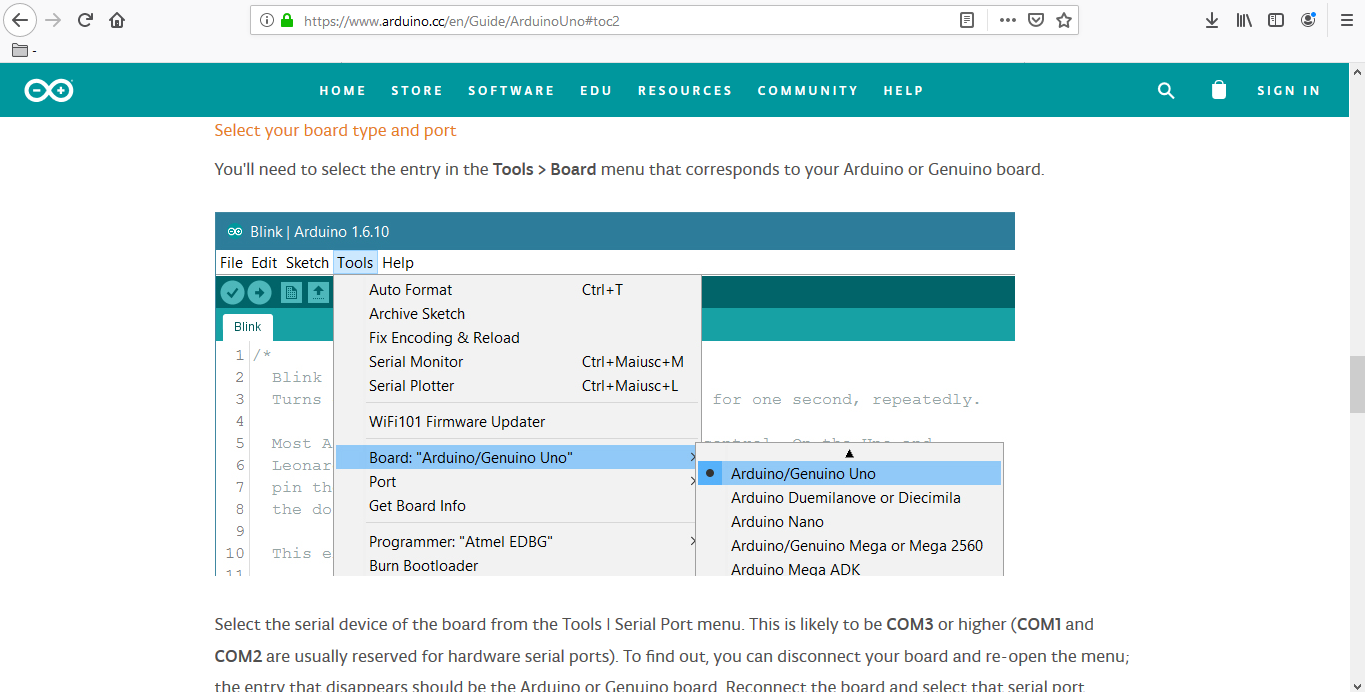 https://www.arduino.cc/en/Guide/ArduinoUno#toc2
-
HOME STORE SOFTWARE EDU RESOURCES COMMUNITY HELP SIGN IN
Select your board type and port
You'll need to select the entry in the Tools > Board menu that corresponds to your Arduino or Genuino board.
Blink | Arduino 1.6.10
File Edit Sketch Tools Help
Auto Format Ctrl+T
Archive Sketch
Fix Encoding & Reload
Serial Monitor Ctrl+Maiusc+M
Serial Plotter Ctrl+Maiusc+L
WiFi101 Firmware Updater
Board: "Arduino/Genuino Uno"
Port
Get Board Info
Programmer: "Atmel EDBG"
Burn Bootloader
Arduino/Genuino Uno
Arduino Duemilanove or Diecimila
Arduino Nano
Arduino/Genuino Mega or Mega 2560
Arduino Mega ADK
Blink
1 /*
2 Blink
3 Turns for one second, repeatedly.
4
5 Most A
6 Leonar
7 pin th
8 the do
9
10 This e
11
Select the serial device of the board from the Tools | Serial Port menu. This is likely to be COM3 or higher (COM1 and
COM2 are usually reserved for hardware serial ports). To find out, you can disconnect your board and re-open the menu;
the entry that disappears should be the Arduino or Genuino board. Reconnect the board and select that serial port